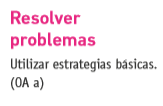 Resolver
problemas
Utilizar estrategias básicas.
(OA a)